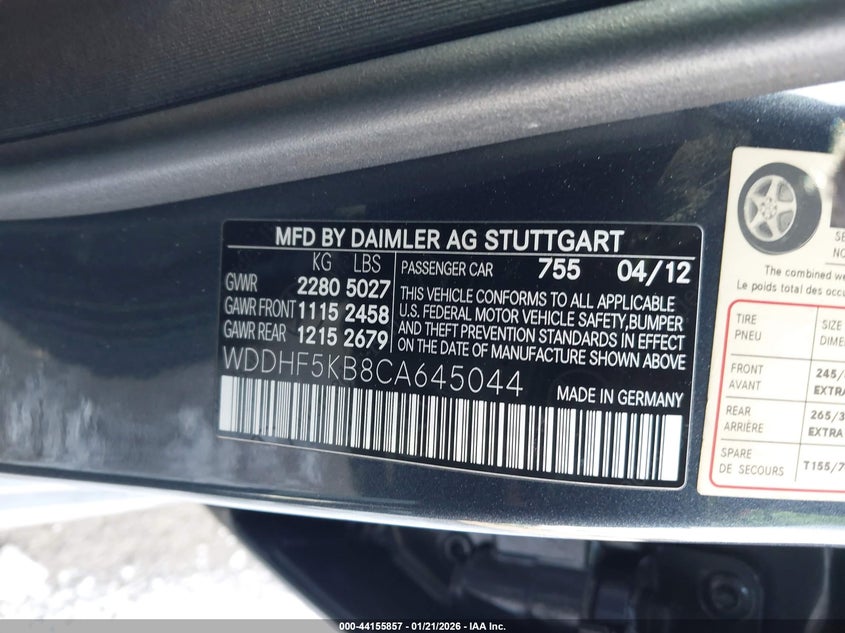 MFD BY DAIMLER AG STUTTGART
KG LBS
GVWR 2280 5027
GAWR FRONT 1115 2458
GAWR REAR 1215 2679
PASSENGER CAR 755 04/12
THIS VEHICLE CONFORMS TO ALL APPLICABLE
U.S. FEDERAL MOTOR VEHICLE SAFETY,BUMPER
AND THEFT PREVENTION STANDARDS IN EFFECT
ON THE DATE OF MANUFACTURE SHOWN ABOVE
WDDHF5KB8CA645044
MADE IN GERMANY
The combined
Le poids total des
TIRE SIZE
PNEU
FRONT
AVANT
REAR
ARRIÈRE
EXTRA
SPARE
DE SECOURS
000-44155857 - 01/21/2026 - IAA Inc.